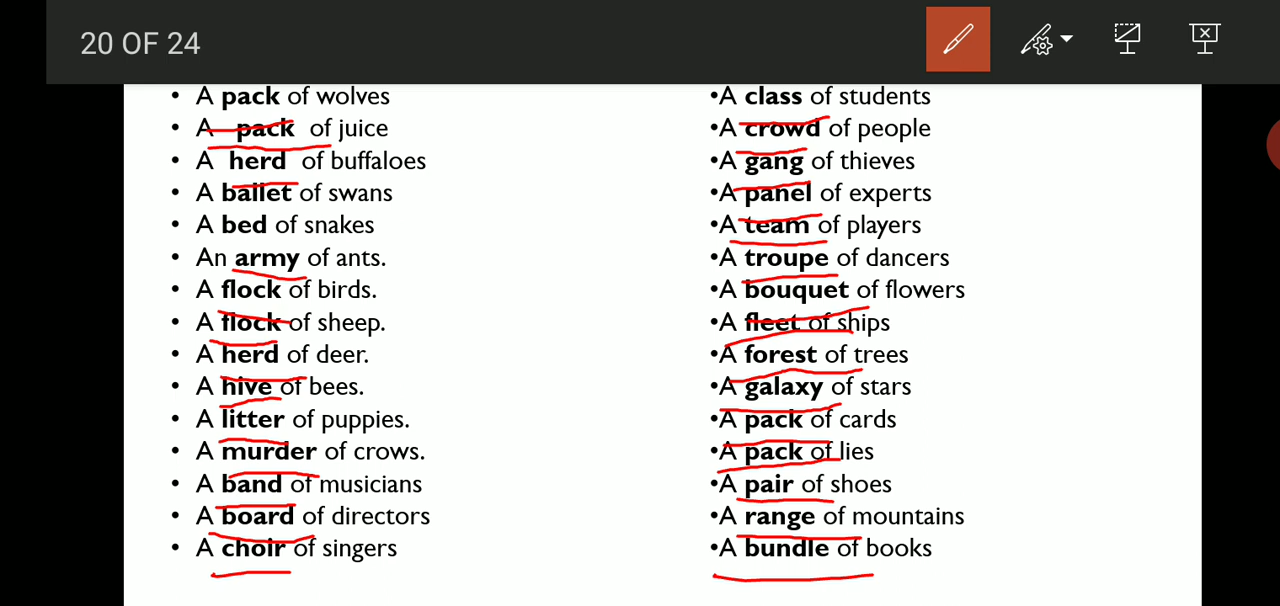 20 OF 24
• A pack of wolves
• A pack of juice
• A herd of buffaloes
• A ballet of swans
• A bed of snakes
• An army of ants.
• A flock of birds.
• A flock of sheep.
• A herd of deer.
• A hive of bees.
• A litter of puppies.
• A murder of crows.
• A band of musicians
• A board of directors
• A choir of singers
•A class of students
•A crowd of people
•A gang of thieves
•A panel of experts
•A team of players
•A troupe of dancers
•A bouquet of flowers
•A fleet of ships
•A forest of trees
•A galaxy of stars
•A pack of cards
•A pack of lies
•A pair of shoes
•A range of mountains
•A bundle of books